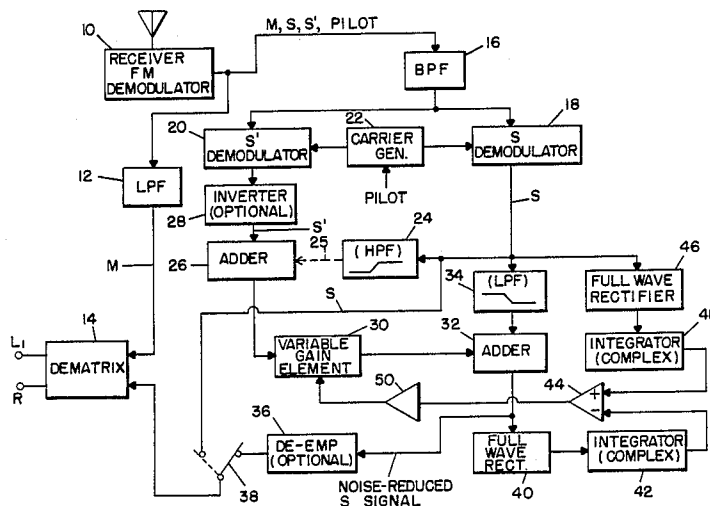 M, S, S', PILOT
10
RECEIVER
FM
DEMODULATOR
16
BPF
20
S'
DEMODULATOR
22
CARRIER
GEN.
18
S
DEMODULATOR
PILOT
12
LPF
28
INVERTER
(OPTIONAL)
S'
S
26
ADDER
25
24
(HPF)
34
(LPF)
46
FULL WAVE
RECTIFIER
M
S
14
DEMATRIX
L
R
30
VARIABLE
GAIN
ELEMENT
32
ADDER
INTEGRATOR
(COMPLEX)
50
44
+
−
36
DE-EMP
(OPTIONAL)
38
NOISE-REDUCED
S SIGNAL
FULL
WAVE
RECT.
40
INTEGRATOR
(COMPLEX)
42